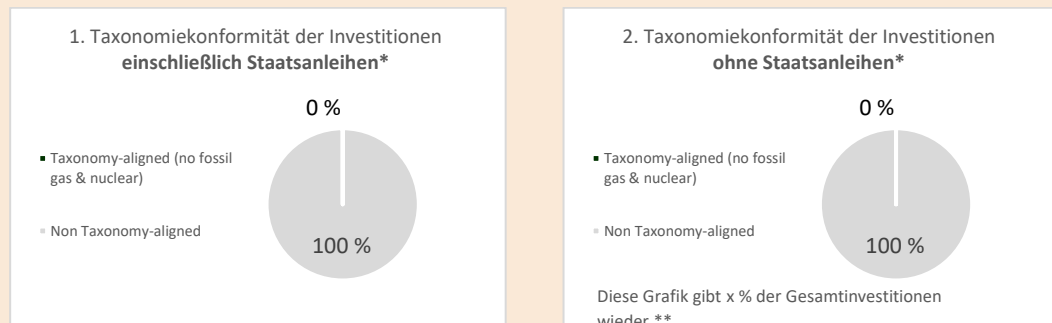 1. Taxonomiekonformität der Investitionen
einschließlich Staatsanleihen*
0 %
Taxonomy-aligned (no fossil
gas & nuclear)
Non Taxonomy-aligned
100 %
2. Taxonomiekonformität der Investitionen
ohne Staatsanleihen*
0 %
Taxonomy-aligned (no fossil
gas & nuclear)
Non Taxonomy-aligned
100 %
Diese Grafik gibt x % der Gesamtinvestitionen
wieder.**